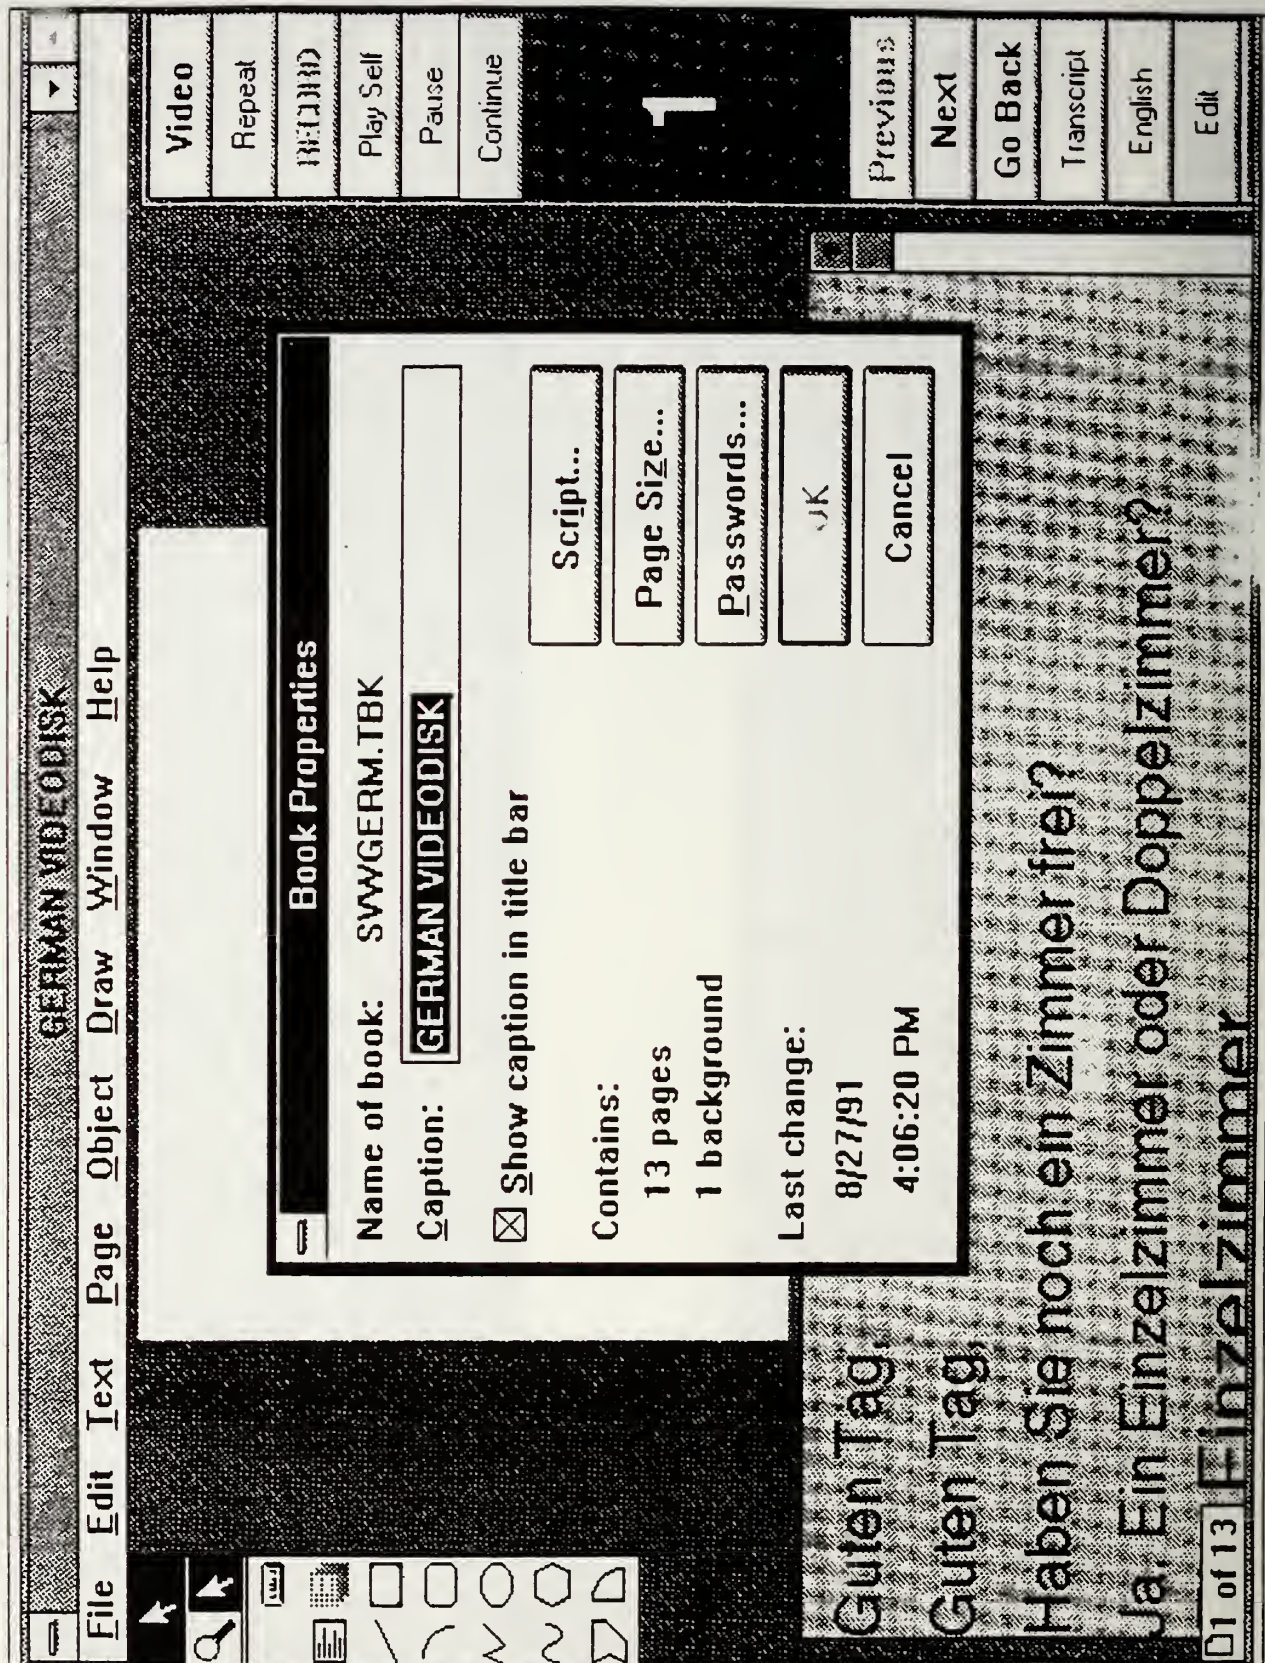 GERMAN VIDEODISK
File Edit Text Page Object Draw Window Help
Video
Repeat
RECORD
Play Self
Pause
Continue
1
Previous
Next
Go Back
Transcript
English
Edit
Book Properties
Name of book: SVWGERM.TBK
Caption: GERMAN VIDEODISK
Show caption in title bar
Contains:
13 pages
1 background
Last change:
8/27/91
4:06:20 PM
Script...
Page Size...
Passwords...
OK
Cancel
Guten Tag,
Guten Tag,
Haben Sie noch ein Zimmer frei?
Ja. Ein Einzelzimmer oder Doppelzimmer?
Einzelzimmer
1 of 13